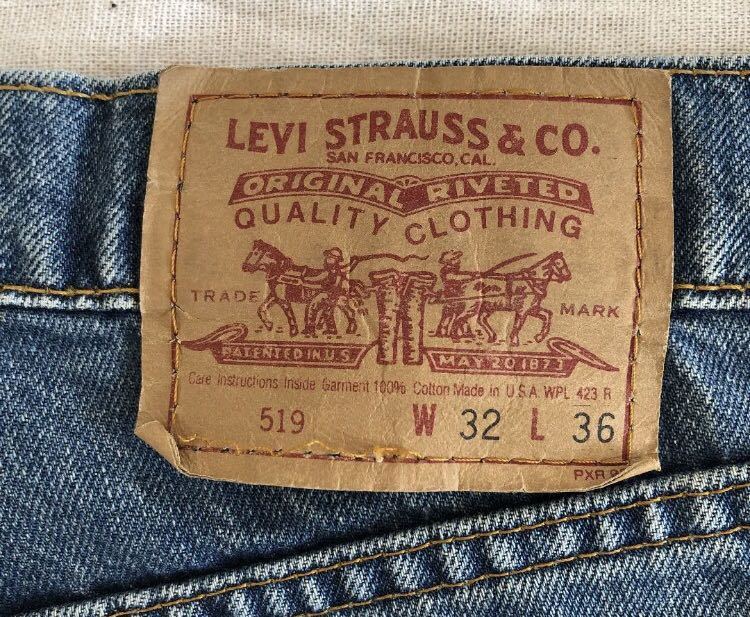 LEVI STRAUSS & CO.
SAN FRANCISCO, CAL.
ORIGINAL RIVETED
QUALITY CLOTHING
TRADE MARK
PATENTED IN U.S. MAY 20 1873
Care Instructions Inside Garment 100% Cotton Made in U.S.A. WPL 423 R
519 W 32 L 36
PXR